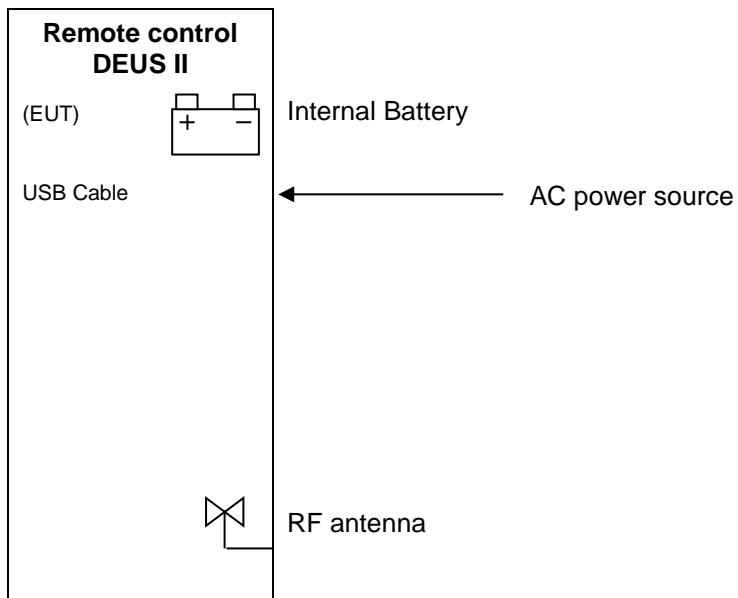 Remote control
DEUS II
(EUT)
+ −
Internal Battery
USB Cable
AC power source
RF antenna